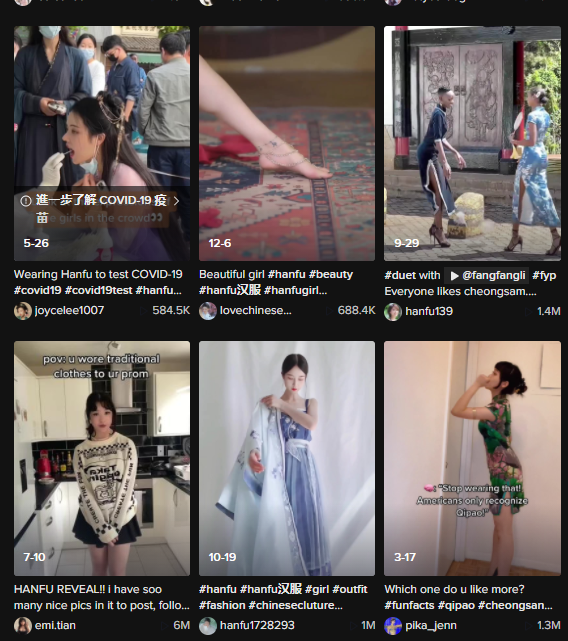 進一步了解 COVID-19 疫
苗
girls in the crowd👀
5-26
12-6
9-29
Wearing Hanfu to test COVID-19
#covid19 #covid19test #hanfu...
joycelee1007
584.5K
Beautiful girl #hanfu #beauty
#hanfu汉服 #hanfugirl...
lovechinese...
688.4K
#duet with ▶ @fangfangli #fyp
Everyone likes cheongsam....
hanfu139
1.4M
pov: u wore traditional
clothes to ur prom
7-10
10-19
: "Stop wearing that!
Americans only recognize
Qipao!"
3-17
HANFU REVEAL!! i have soo
many nice pics in it to post, follo...
emi.tian
6M
#hanfu #hanfu汉服 #girl #outfit
#fashion #chinesecluture...
hanfu1728293
1M
Which one do u like more?
#funfacts #qipao #cheongsan...
pika_jenn
1.3M